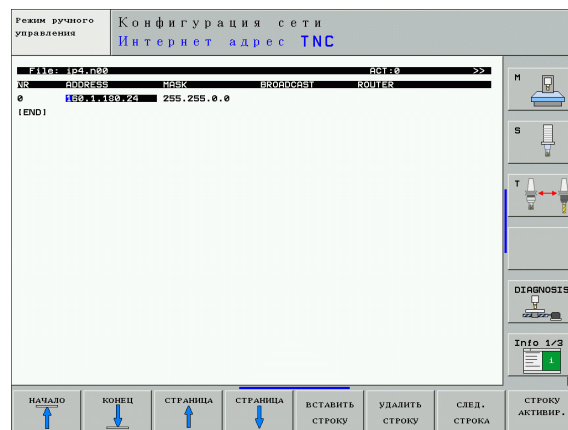 Режим ручного
управления
Конфигурация сети
Интернет адрес TNC
File: ip4.n00 ACT:0 >>
NR ADDRESS MASK BROADCAST ROUTER
0 160.1.180.24 255.255.0.0
[END]
M
S
T
DIAGNOSIS
Info 1/3
i
НАЧАЛО
КОНЕЦ
СТРАНИЦА
СТРАНИЦА
ВСТАВИТЬ
СТРОКУ
УДАЛИТЬ
СТРОКУ
СЛЕД.
СТРОКА
СТРОКУ
АКТИВИР.